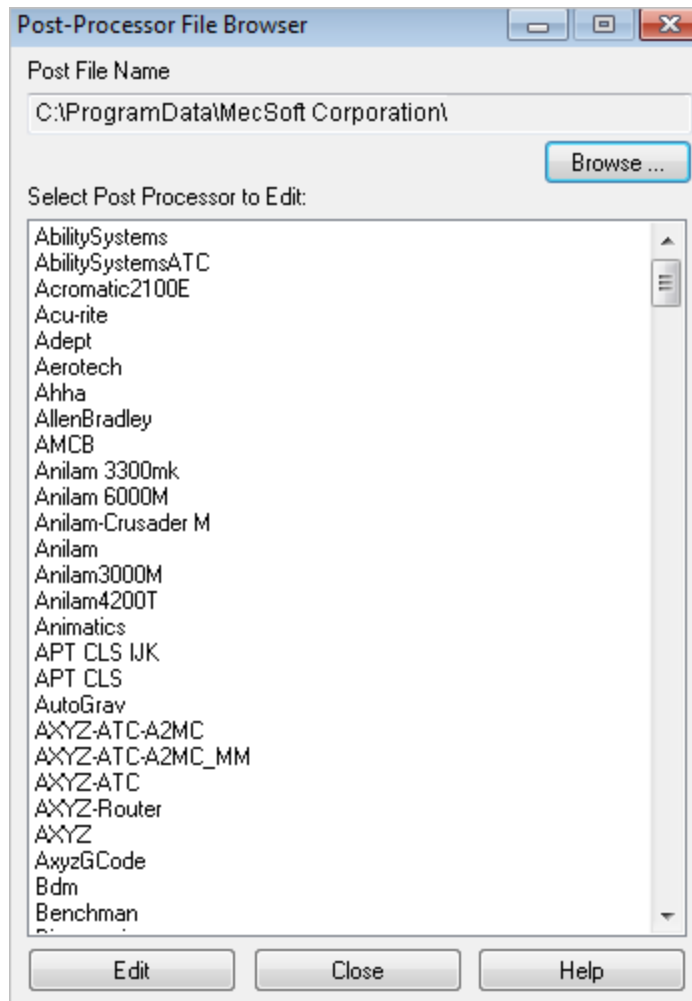 Post-Processor File Browser
Post File Name
C:\ProgramData\MecSoft Corporation\
Browse ...
Select Post Processor to Edit:
AbilitySystems
AbilitySystemsATC
Acromatic2100E
Acu-rite
Adept
Aerotech
Ahha
AllenBradley
AMCB
Anilam 3300mk
Anilam 6000M
Anilam-Crusader M
Anilam
Anilam3000M
Anilam4200T
Animatics
APT CLS IJK
APT CLS
AutoGrav
AXYZ-ATC-A2MC
AXYZ-ATC-A2MC_MM
AXYZ-ATC
AXYZ-Router
AXYZ
AxyzGCode
Bdm
Benchman
Edit Close Help